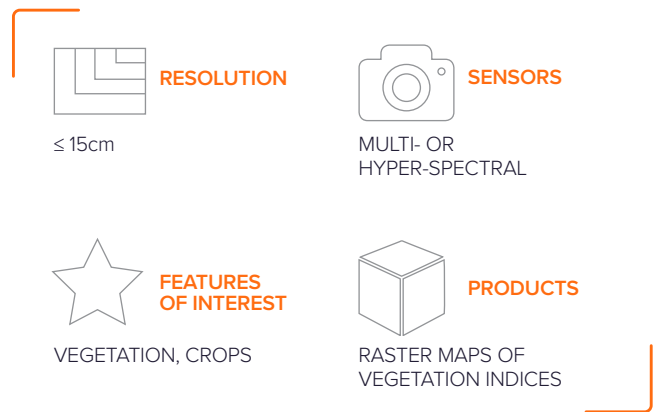 RESOLUTION
≤ 15cm
SENSORS
MULTI- OR
HYPER-SPECTRAL
FEATURES
OF INTEREST
VEGETATION, CROPS
PRODUCTS
RASTER MAPS OF
VEGETATION INDICES